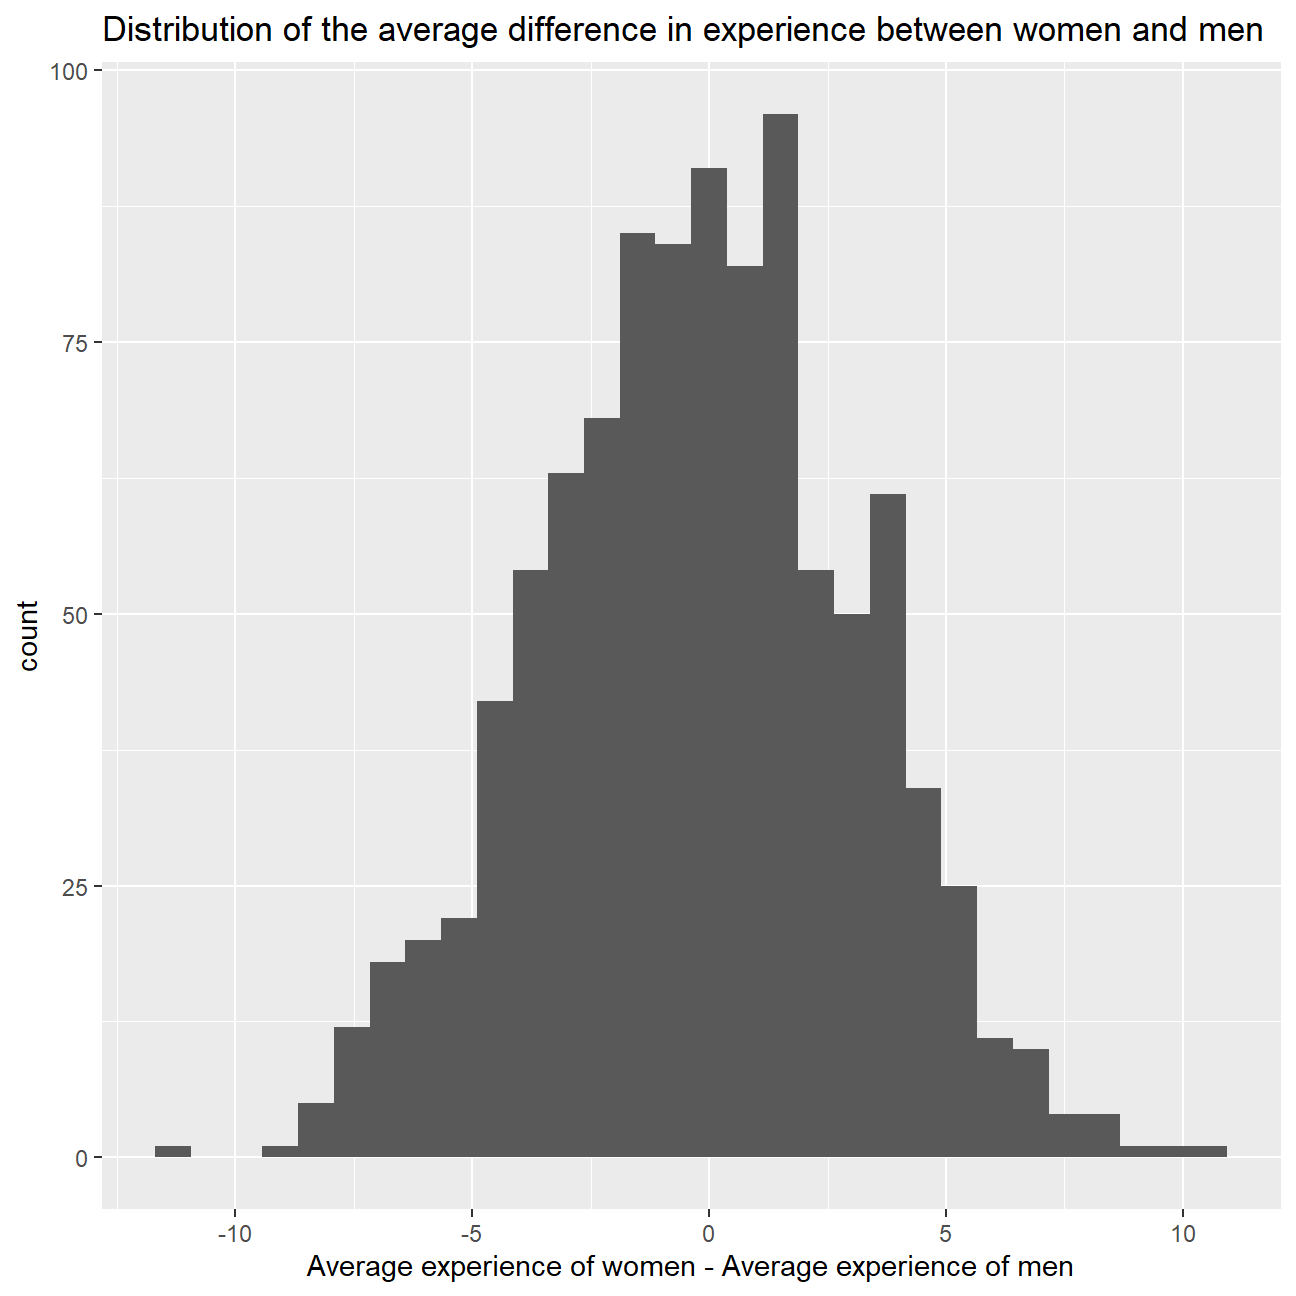 Distribution of the average difference in experience between women and men
100
75
50
25
0
count
-10 -5 0 5 10
Average experience of women - Average experience of men